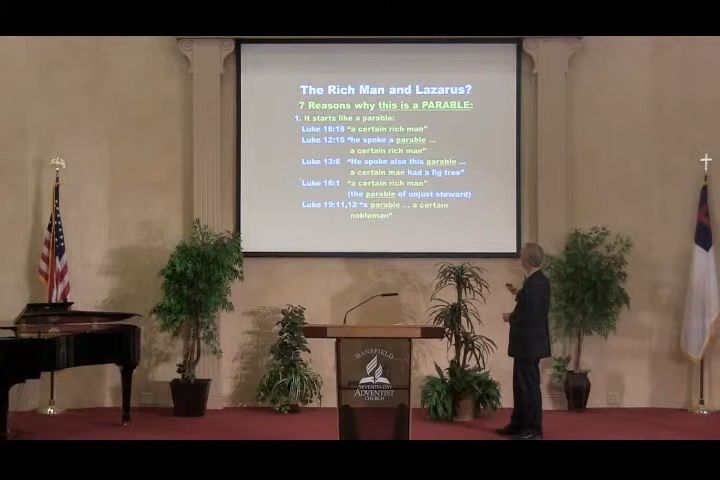 The Rich Man and Lazarus?
7 Reasons why this is a PARABLE:
1. It starts like a parable:
Luke 16:19 "a certain rich man"
Luke 12:16 "he spoke a parable ...
a certain rich man"
Luke 13:6 "He spoke also this parable ...
a certain man had a fig tree"
Luke 16:1 "a certain rich man"
(the parable of unjust steward)
Luke 19:11,12 "a parable ... a certain
nobleman"
MANSFIELD
SEVENTH-DAY
ADVENTIST
CHURCH